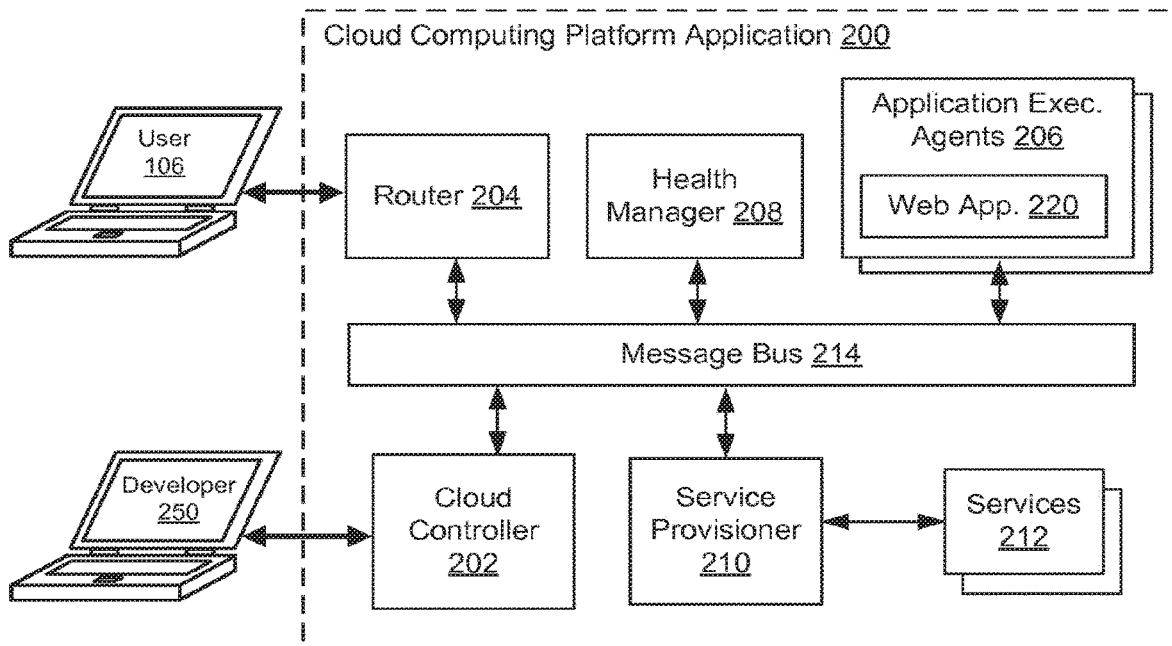 Cloud Computing Platform Application 200
User
106
Router 204
Health
Manager 208
Application Exec.
Agents 206
Web App. 220
Message Bus 214
Developer
250
Cloud
Controller
202
Service
Provisioner
210
Services
212